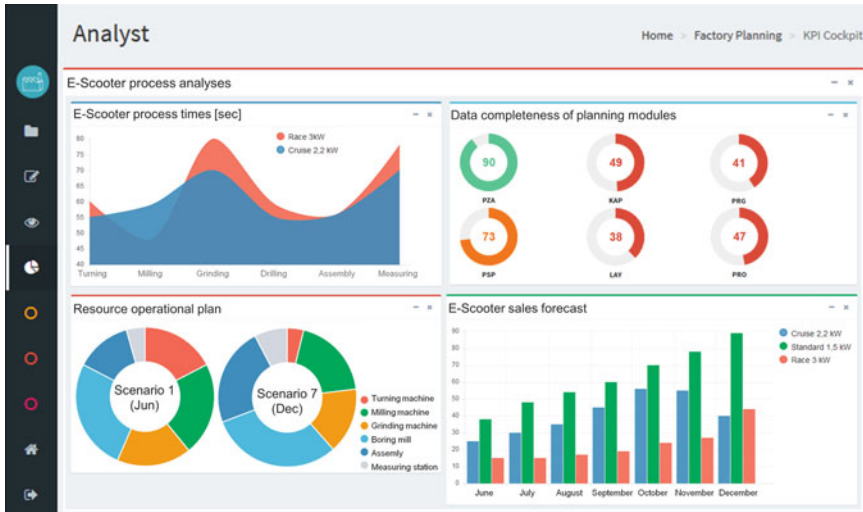 Analyst
Home > Factory Planning > KPI Cockpit
E-Scooter process analyses
E-Scooter process times [sec]
Race 3kW
Cruise 2,2 kW
80
75
70
65
60
55
50
45
40
Turning Milling Grinding Drilling Assembly Measuring
Data completeness of planning modules
90 49 41
PZA KAP PRG
73 38 47
PSP LAY PRO
Resource operational plan
Scenario 1
(Jun)
Scenario 7
(Dec)
Turning machine
Milling machine
Grinding machine
Boring mill
Assemly
Measuring station
E-Scooter sales forecast
Cruise 2,2 kW
Standard 1,5 kW
Race 3 kW
90
80
70
60
50
40
30
20
10
0
June July August September October November December